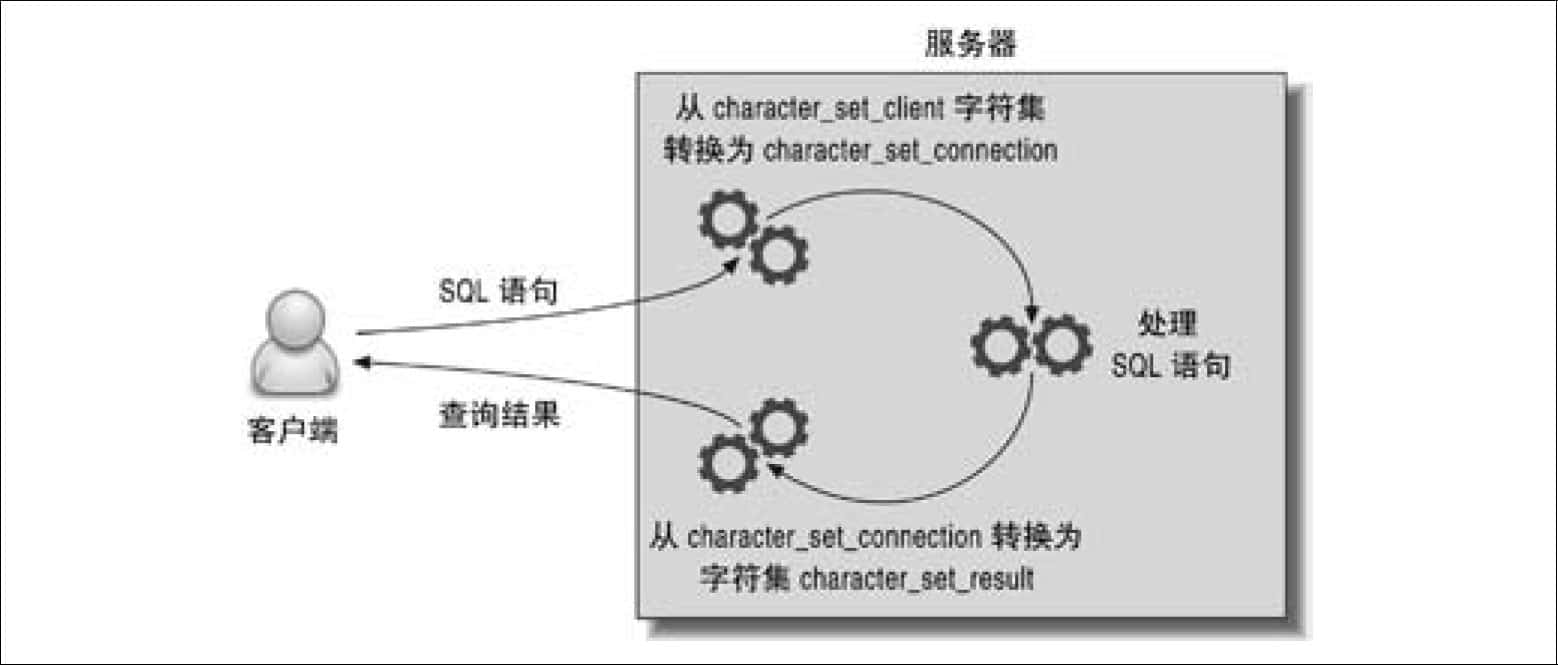 服务器
从 character_set_client 字符集
转换为 character_set_connection
SQL 语句
处理
SQL 语句
客户端
查询结果
从 character_set_connection 转换为
字符集 character_set_result